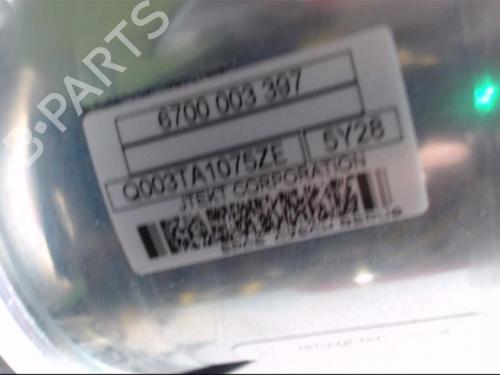 B-PARTS
6700 003 397
Q003TA1075ZE 5Y28
JTEKT CORPORATION